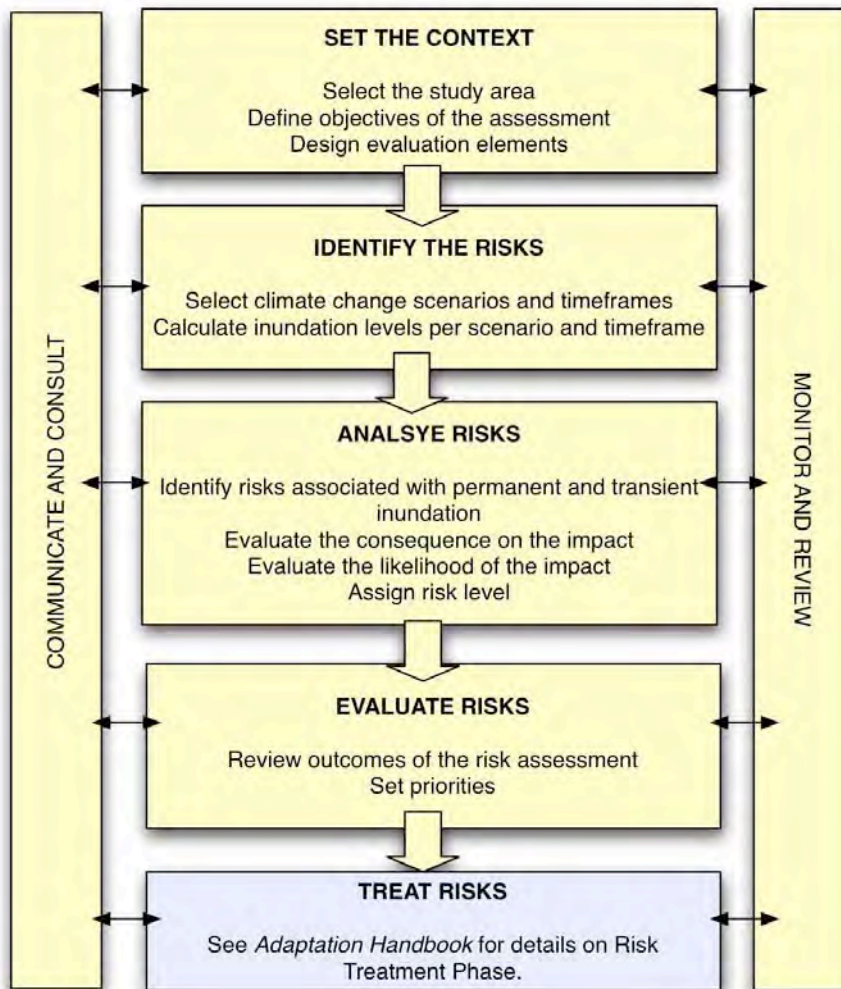 SET THE CONTEXT
Select the study area
Define objectives of the assessment
Design evaluation elements
IDENTIFY THE RISKS
Select climate change scenarios and timeframes
Calculate inundation levels per scenario and timeframe
ANALSYE RISKS
Identify risks associated with permanent and transient
inundation
Evaluate the consequence on the impact
Evaluate the likelihood of the impact
Assign risk level
EVALUATE RISKS
Review outcomes of the risk assessment
Set priorities
TREAT RISKS
See Adaptation Handbook for details on Risk
Treatment Phase.
COMMUNICATE AND CONSULT
MONITOR AND REVIEW